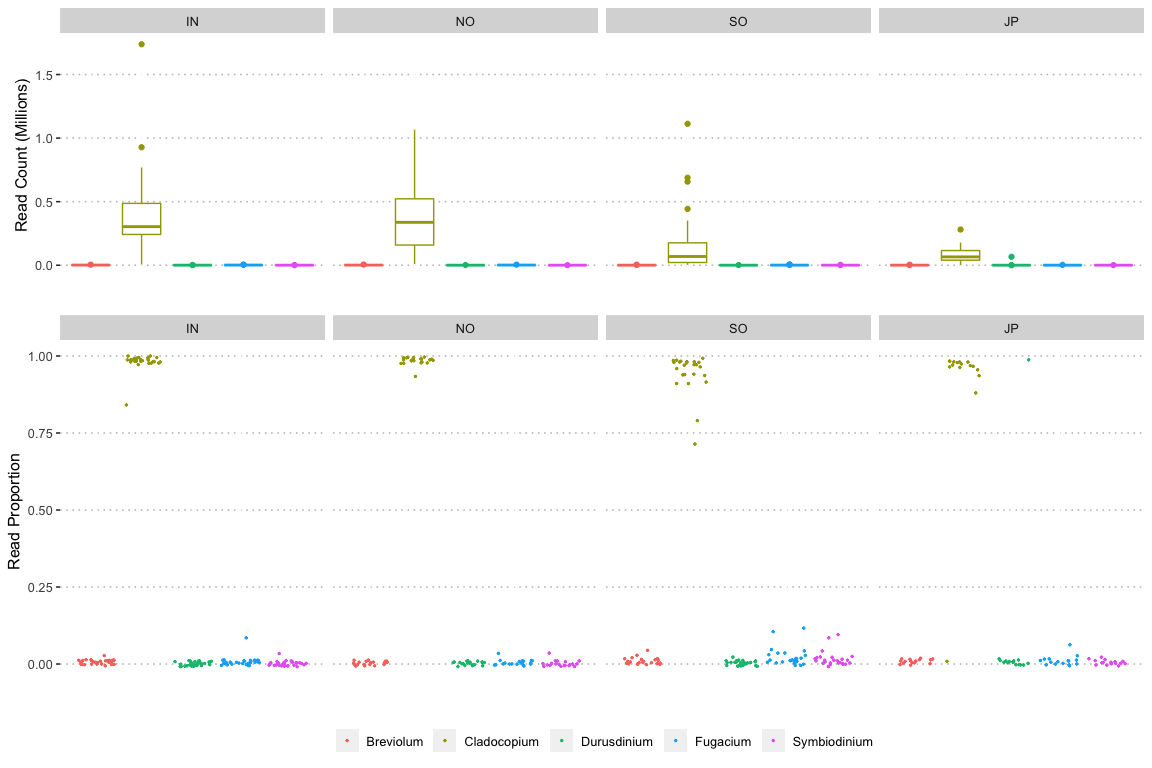 IN NO SO JP
Read Count (Millions)
1.5
1.0
0.5
0.0
IN NO SO JP
Read Proportion
1.00
0.75
0.50
0.25
0.00
Breviolum Cladocopium Durusdinium Fugacium Symbiodinium